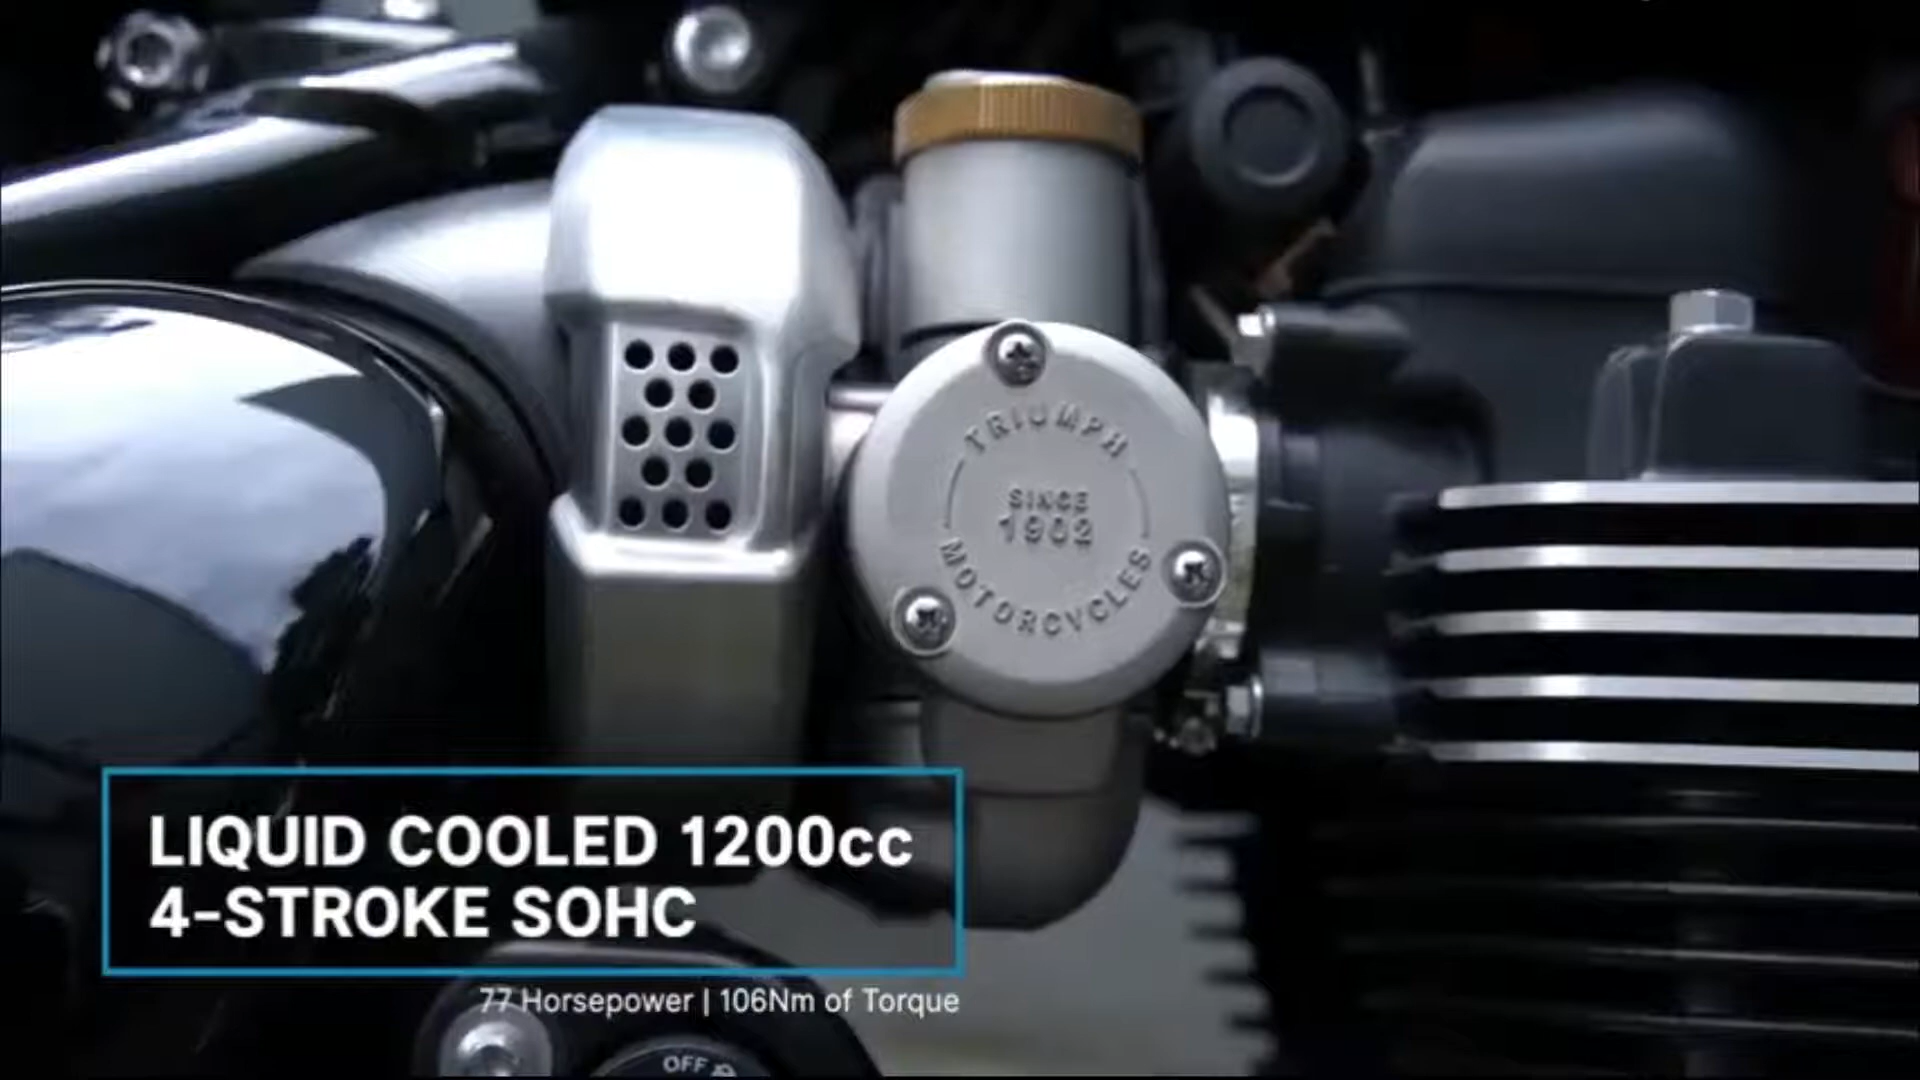 TRIUMPH
SINCE
1902
MOTORCYCLES
LIQUID COOLED 1200cc
4-STROKE SOHC
77 Horsepower | 106Nm of Torque
OFF